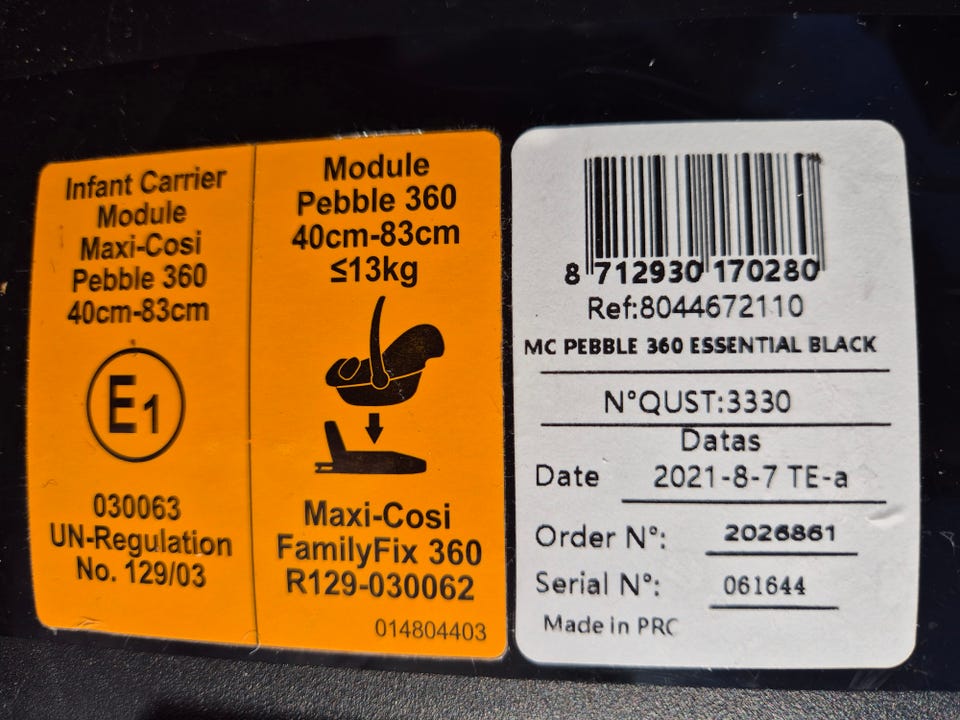 Infant Carrier
Module
Maxi-Cosi
Pebble 360
40cm-83cm
E1
030063
UN-Regulation
No. 129/03
Module
Pebble 360
40cm-83cm
≤13kg
Maxi-Cosi
FamilyFix 360
R129-030062
014804403
8 712930 170280
Ref:8044672110
MC PEBBLE 360 ESSENTIAL BLACK
N°QUST:3330
Datas
Date 2021-8-7 TE-a
Order N°: 2026861
Serial N°: 061644
Made in PRC